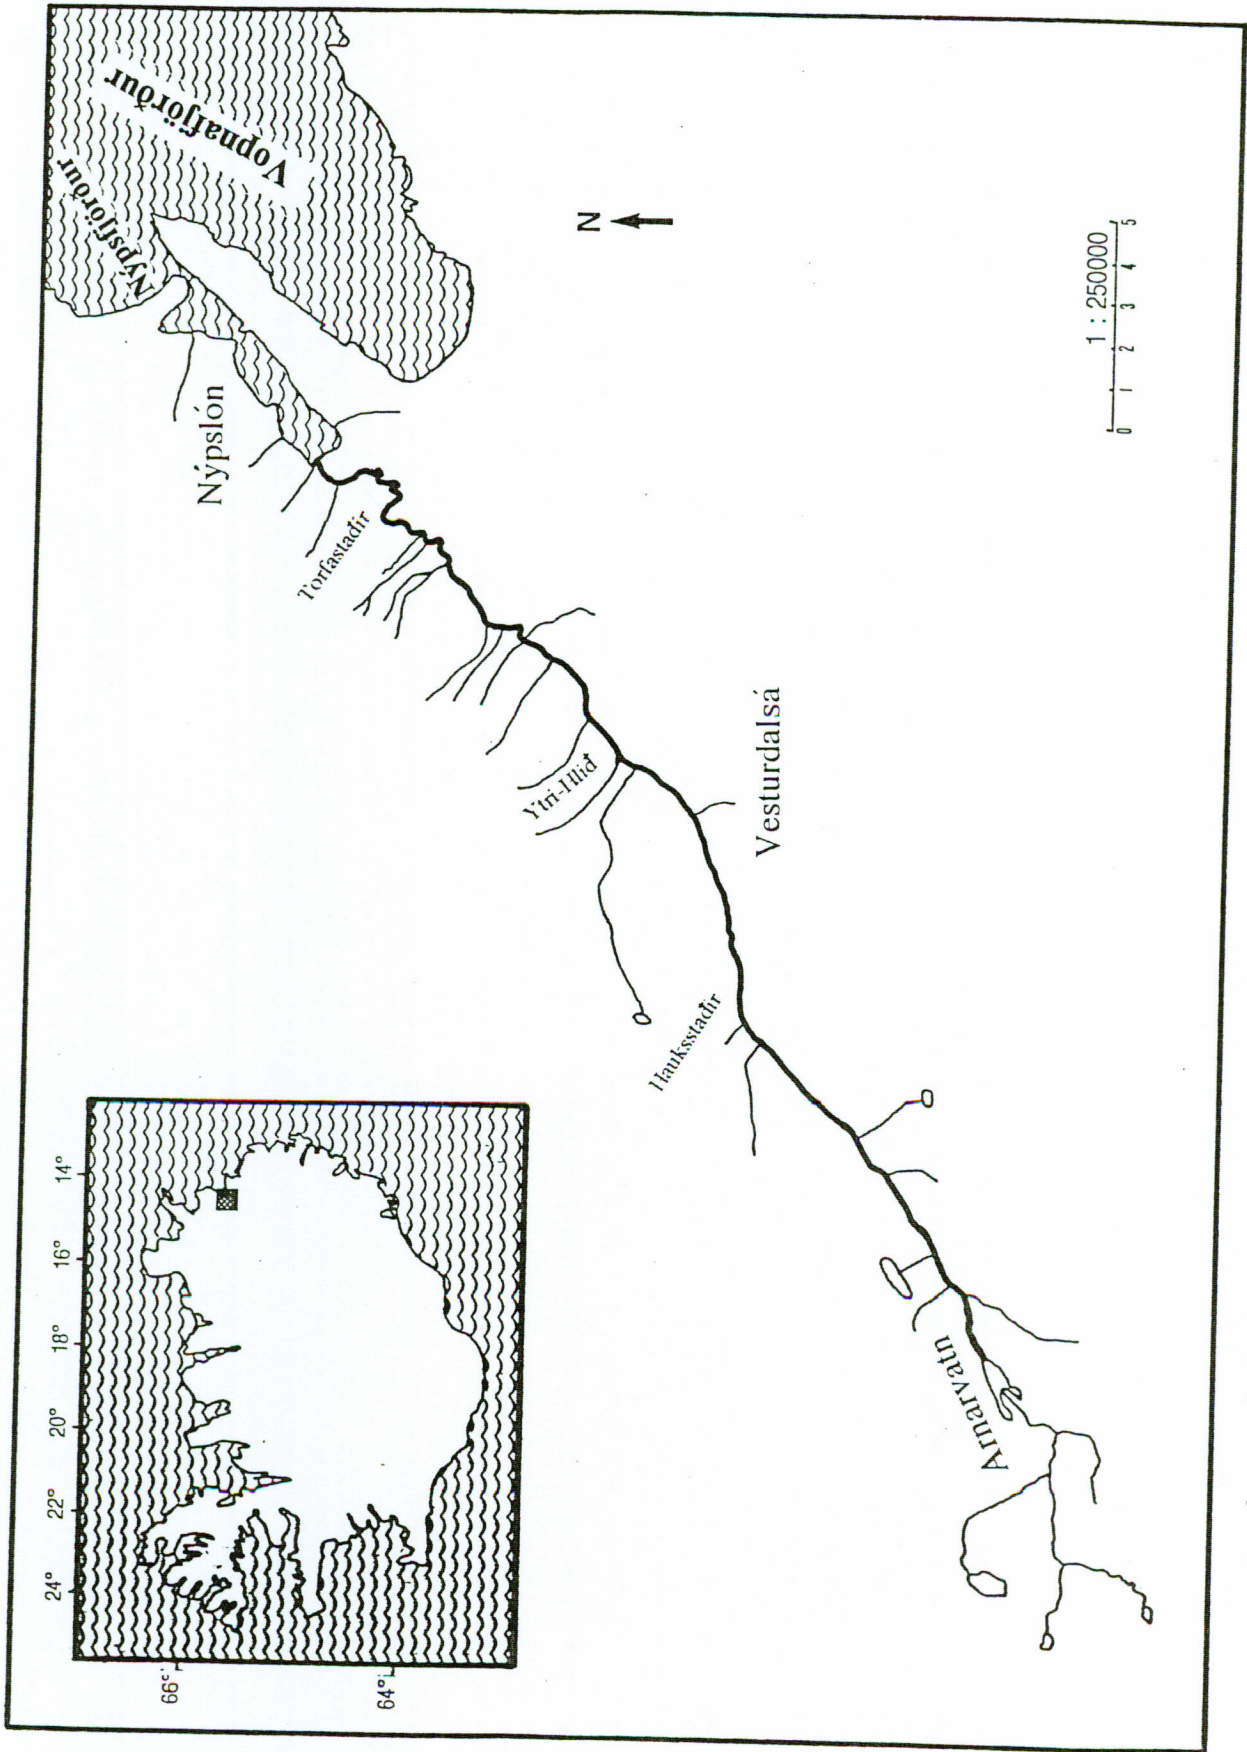 Vopnafjörður
Nýpsfjörður
Nýpslón
Torfastaðir
Ytri-Hlið
Vesturdalsá
Hauksstaðir
Arnarvatn
N
1 : 250000
0 1 2 3 4 5
24° 22° 20° 18° 16° 14°
66°
64°